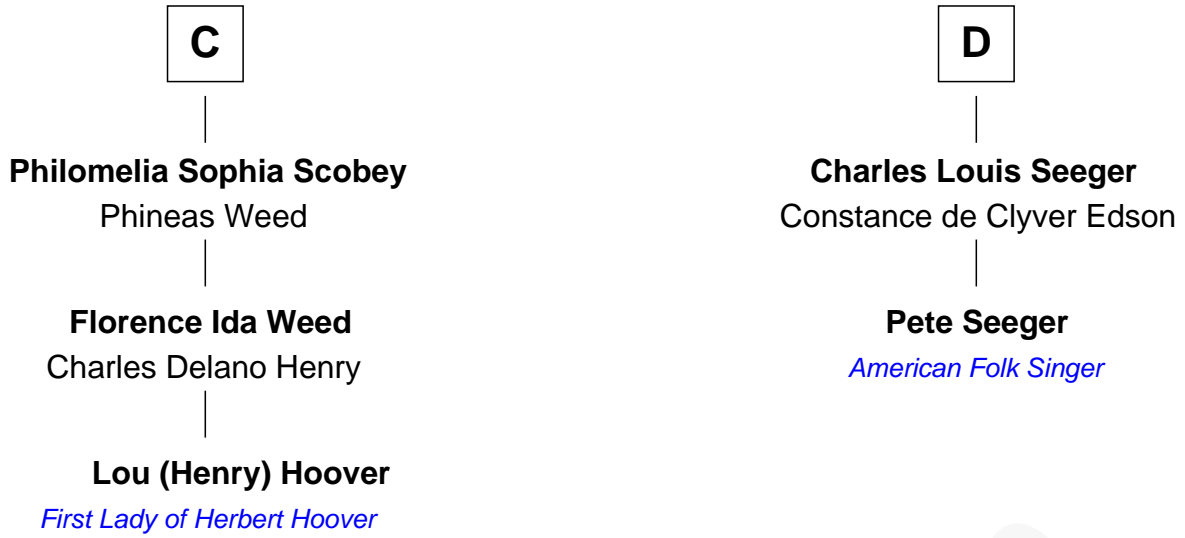 C
Philomelia Sophia Scobey
Phineas Weed
Florence Ida Weed
Charles Delano Henry
Lou (Henry) Hoover
First Lady of Herbert Hoover
D
Charles Louis Seeger
Constance de Clyver Edson
Pete Seeger
American Folk Singer